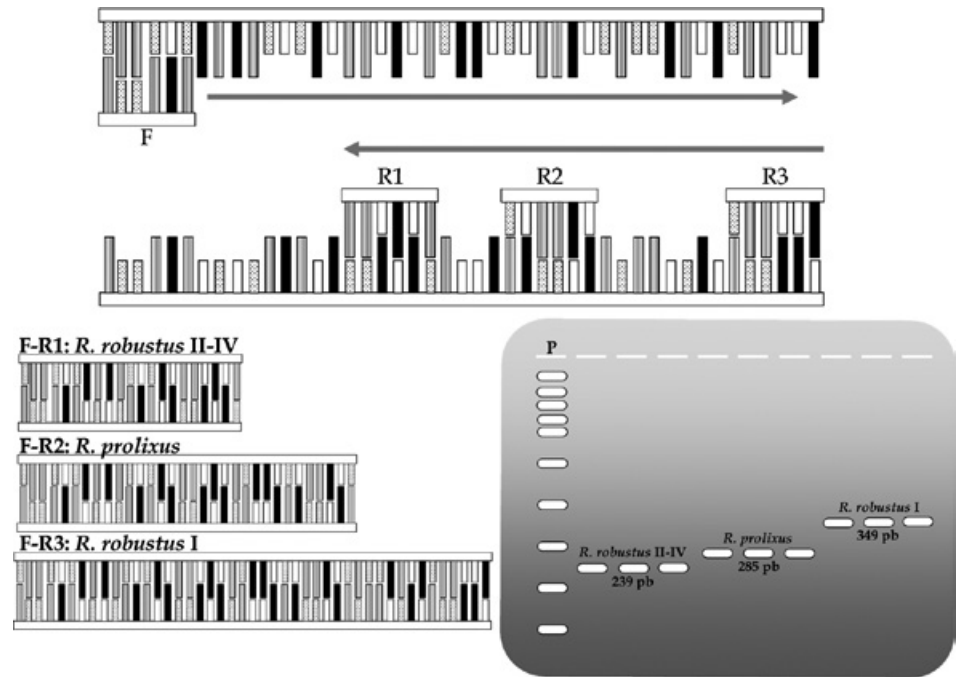 F
R1 R2 R3
F-R1: R. robustus II-IV
F-R2: R. prolixus
F-R3: R. robustus I
P
R. robustus I
349 pb
R. prolixus
285 pb
R. robustus II-IV
239 pb